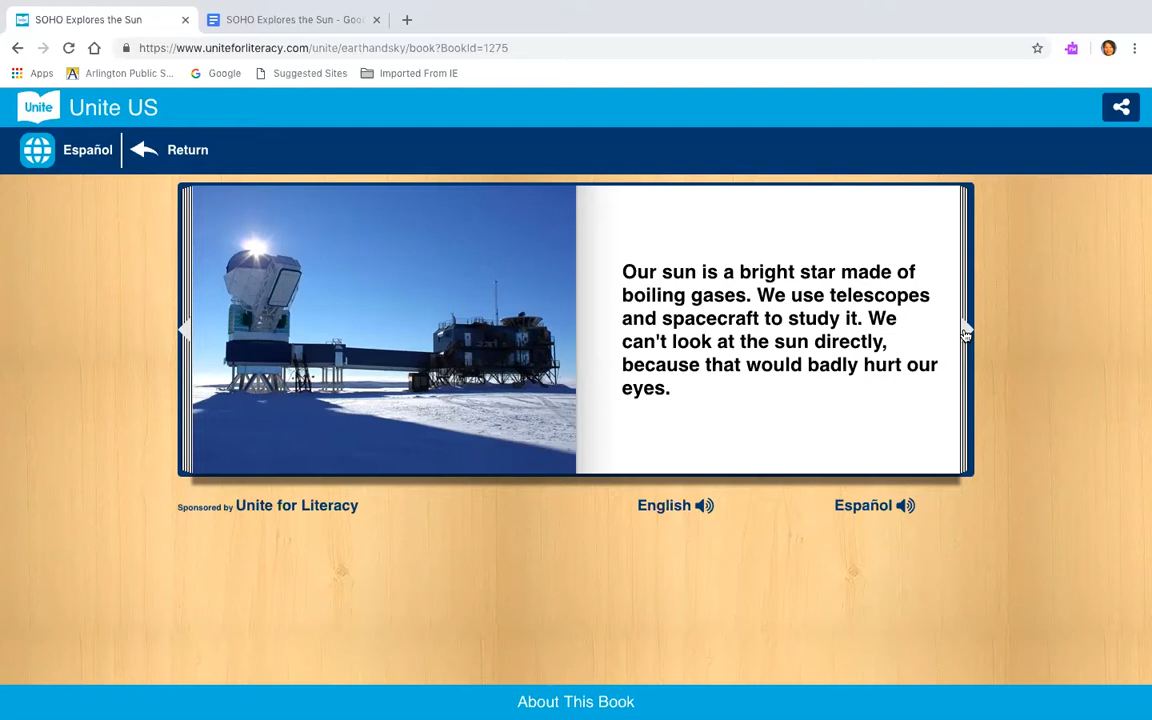 SOHO Explores the Sun
SOHO Explores the Sun - Goo
https://www.uniteforliteracy.com/unite/earthandsky/book?BookId=1275
Apps
Arlington Public S...
Google
Suggested Sites
Imported From IE
Unite
Unite US
Español
Return
Our sun is a bright star made of
boiling gases. We use telescopes
and spacecraft to study it. We
can't look at the sun directly,
because that would badly hurt our
eyes.
Sponsored by Unite for Literacy
English
Español
About This Book